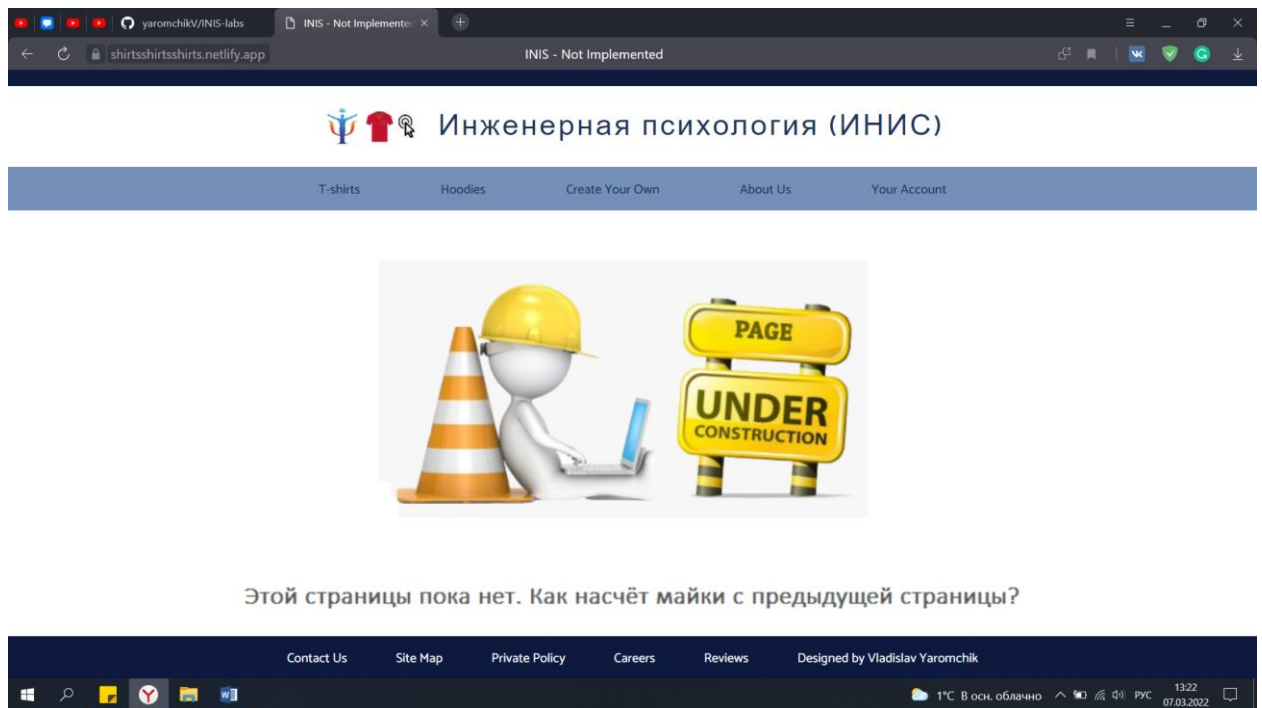 yaromchikV/INIS-labs
INIS - Not Implemente
shirtsshirtsshirts.netlify.app
INIS - Not Implemented
Инженерная психология (ИНИС)
T-shirts Hoodies Create Your Own About Us Your Account
PAGE
UNDER
CONSTRUCTION
Этой страницы пока нет. Как насчёт майки с предыдущей страницы?
Contact Us Site Map Private Policy Careers Reviews Designed by Vladislav Yaromchik
1°C В осн. облачно РУС
13:22
07.03.2022